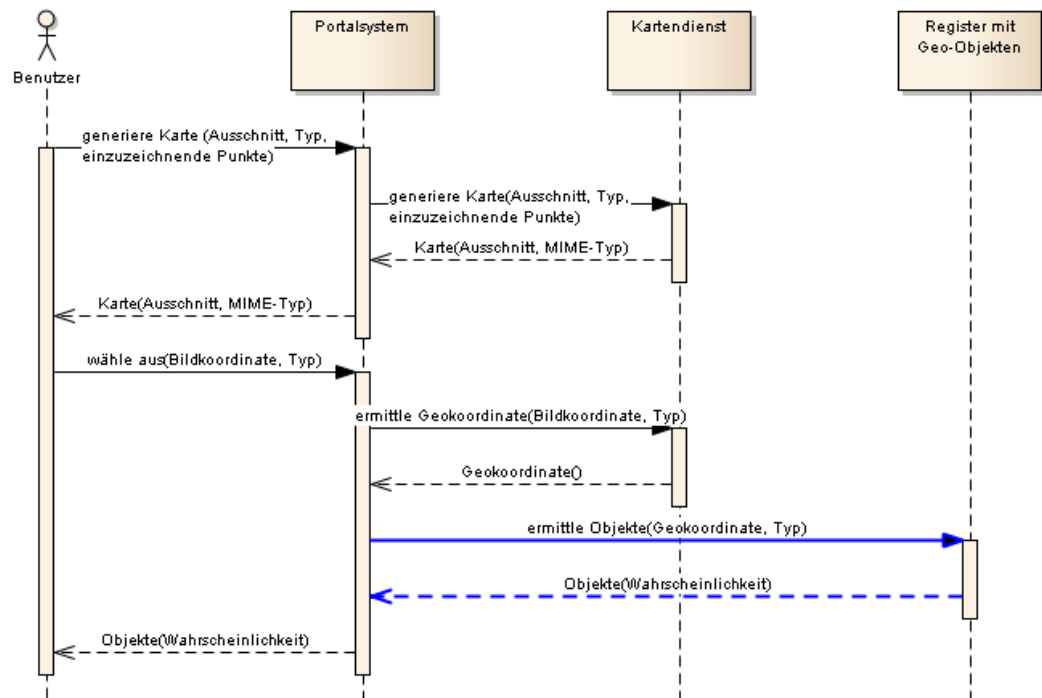 Benutzer
Portalsystem
Kartendienst
Register mit
Geo-Objekten
generiere Karte (Ausschnitt, Typ,
einzuzeichnende Punkte)
generiere Karte(Ausschnitt, Typ,
einzuzeichnende Punkte)
Karte(Ausschnitt, MIME-Typ)
Karte(Ausschnitt, MIME-Typ)
wähle aus(Bildkoordinate, Typ)
ermittle Geokoordinate(Bildkoordinate, Typ)
Geokoordinate()
ermittle Objekte(Geokoordinate, Typ)
Objekte(Wahrscheinlichkeit)
Objekte(Wahrscheinlichkeit)